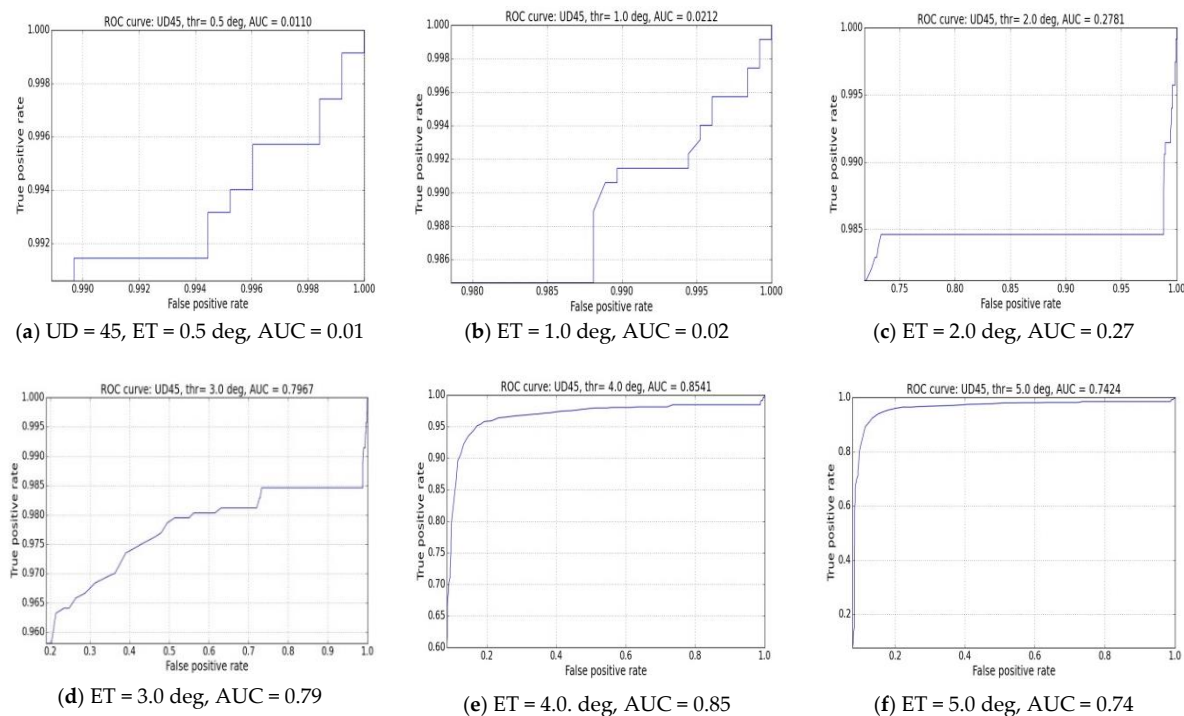 ROC curve: UD45, thr= 0.5 deg, AUC = 0.0110
1.000
0.998
0.996
0.994
0.992
True positive rate
0.990 0.992 0.994 0.996 0.998 1.000
False positive rate
(a) UD = 45, ET = 0.5 deg, AUC = 0.01
ROC curve: UD45, thr= 1.0 deg, AUC = 0.0212
1.000
0.998
0.996
0.994
0.992
0.990
0.988
0.986
True positive rate
0.980 0.985 0.990 0.995 1.000
False positive rate
(b) ET = 1.0 deg, AUC = 0.02
ROC curve: UD45, thr= 2.0 deg, AUC = 0.2781
1.000
0.995
0.990
0.985
True positive rate
0.75 0.80 0.85 0.90 0.95 1.00
False positive rate
(c) ET = 2.0 deg, AUC = 0.27
ROC curve: UD45, thr= 3.0 deg, AUC = 0.7967
1.000
0.995
0.990
0.985
0.980
0.975
0.970
0.965
0.960
True positive rate
0.2 0.3 0.4 0.5 0.6 0.7 0.8 0.9 1.0
False positive rate
(d) ET = 3.0 deg, AUC = 0.79
ROC curve: UD45, thr= 4.0 deg, AUC = 0.8541
1.00
0.95
0.90
0.85
0.80
0.75
0.70
0.65
0.60
True positive rate
0.2 0.4 0.6 0.8 1.0
False positive rate
(e) ET = 4.0. deg, AUC = 0.85
ROC curve: UD45, thr= 5.0 deg, AUC = 0.7424
1.0
0.8
0.6
0.4
0.2
True positive rate
0.2 0.4 0.6 0.8 1.0
False positive rate
(f) ET = 5.0 deg, AUC = 0.74